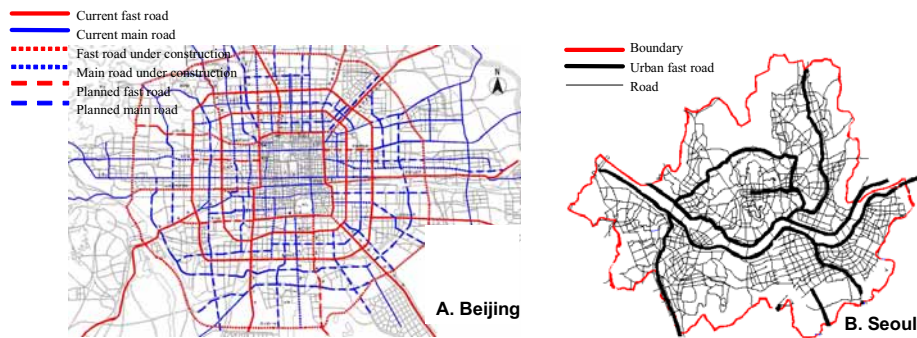 Current fast road
Current main road
Fast road under construction
Main road under construction
Planned fast road
Planned main road
N
A. Beijing
Boundary
Urban fast road
Road
B. Seoul